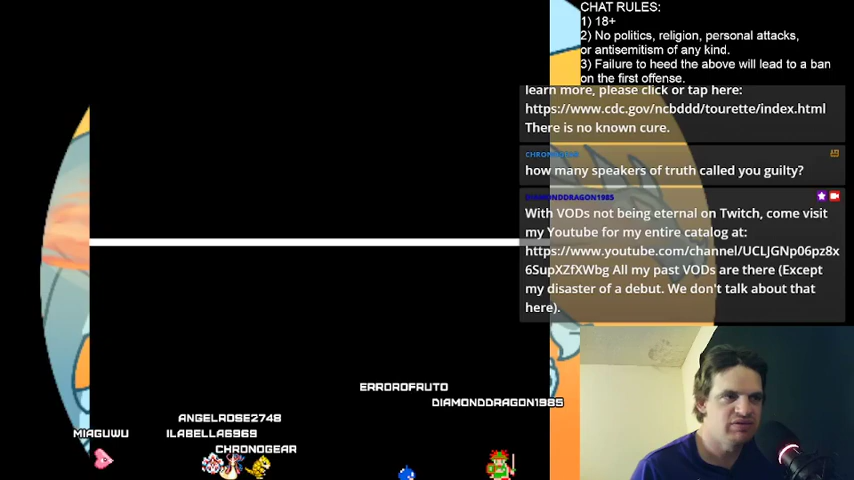 CHAT RULES:
1) 18+
2) No politics, religion, personal attacks,
or antisemitism of any kind.
3) Failure to heed the above will lead to a ban
on the first offense.
learn more, please click or tap here:
https://www.cdc.gov/ncbddd/tourette/index.html
There is no known cure.
CHRONOGEAR
how many speakers of truth called you guilty?
DIAMONDDRAGON1985
With VODs not being eternal on Twitch, come visit
my Youtube for my entire catalog at:
https://www.youtube.com/channel/UCLJGNp06pz8x
6SupXZfXWbg All my past VODs are there (Except
my disaster of a debut. We don't talk about that
here).
ERROROFRUTO
DIAMONDDRAGON1985
ANGELROSE2748
MIAGUWU
ILABELLA6969
CHRONOGEAR